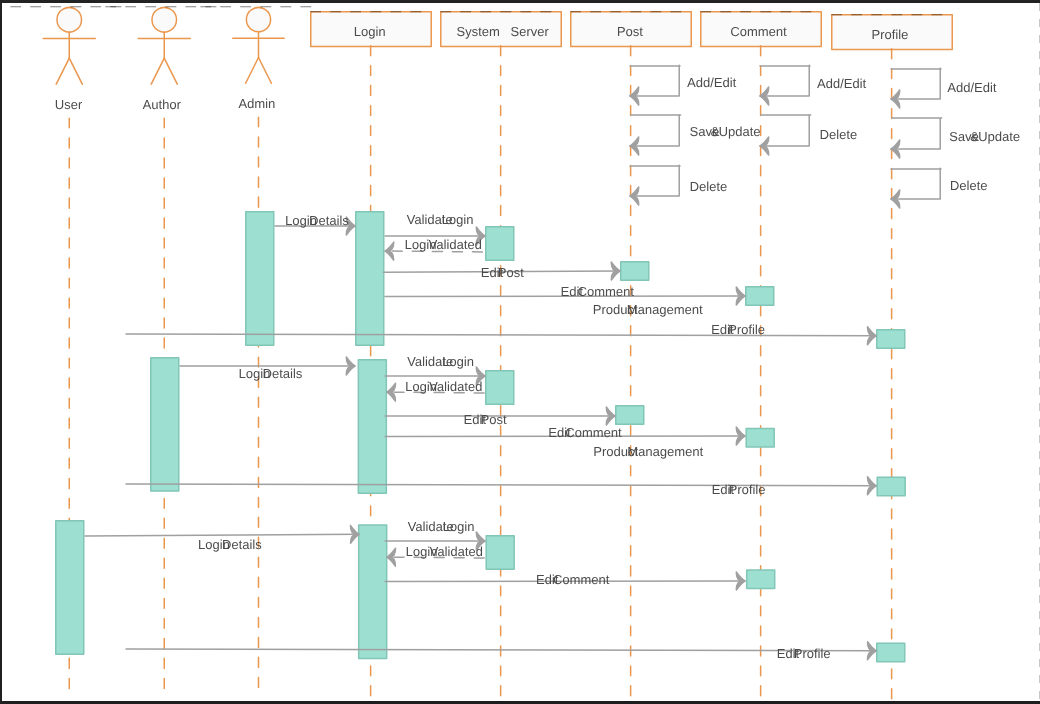 Login
System Server
Post
Comment
Profile
User
Author
Admin
Add/Edit
Add/Edit
Add/Edit
Save &Update
Delete
Save &Update
Delete
Delete
Login Details
Validate Login
Login Validated
Edit Post
Edit Comment
Product Management
Edit Profile
Validate Login
Login Details
Login Validated
Edit Post
Edit Comment
Product Management
Edit Profile
Validate Login
Login Details
Login Validated
Edit Comment
Edit Profile